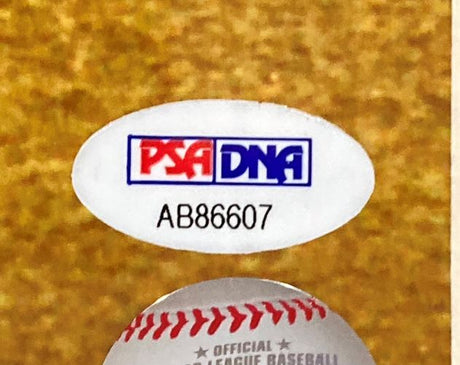 PSA DNA
AB86607
★ OFFICIAL ★
LEAGUE BASEBALL